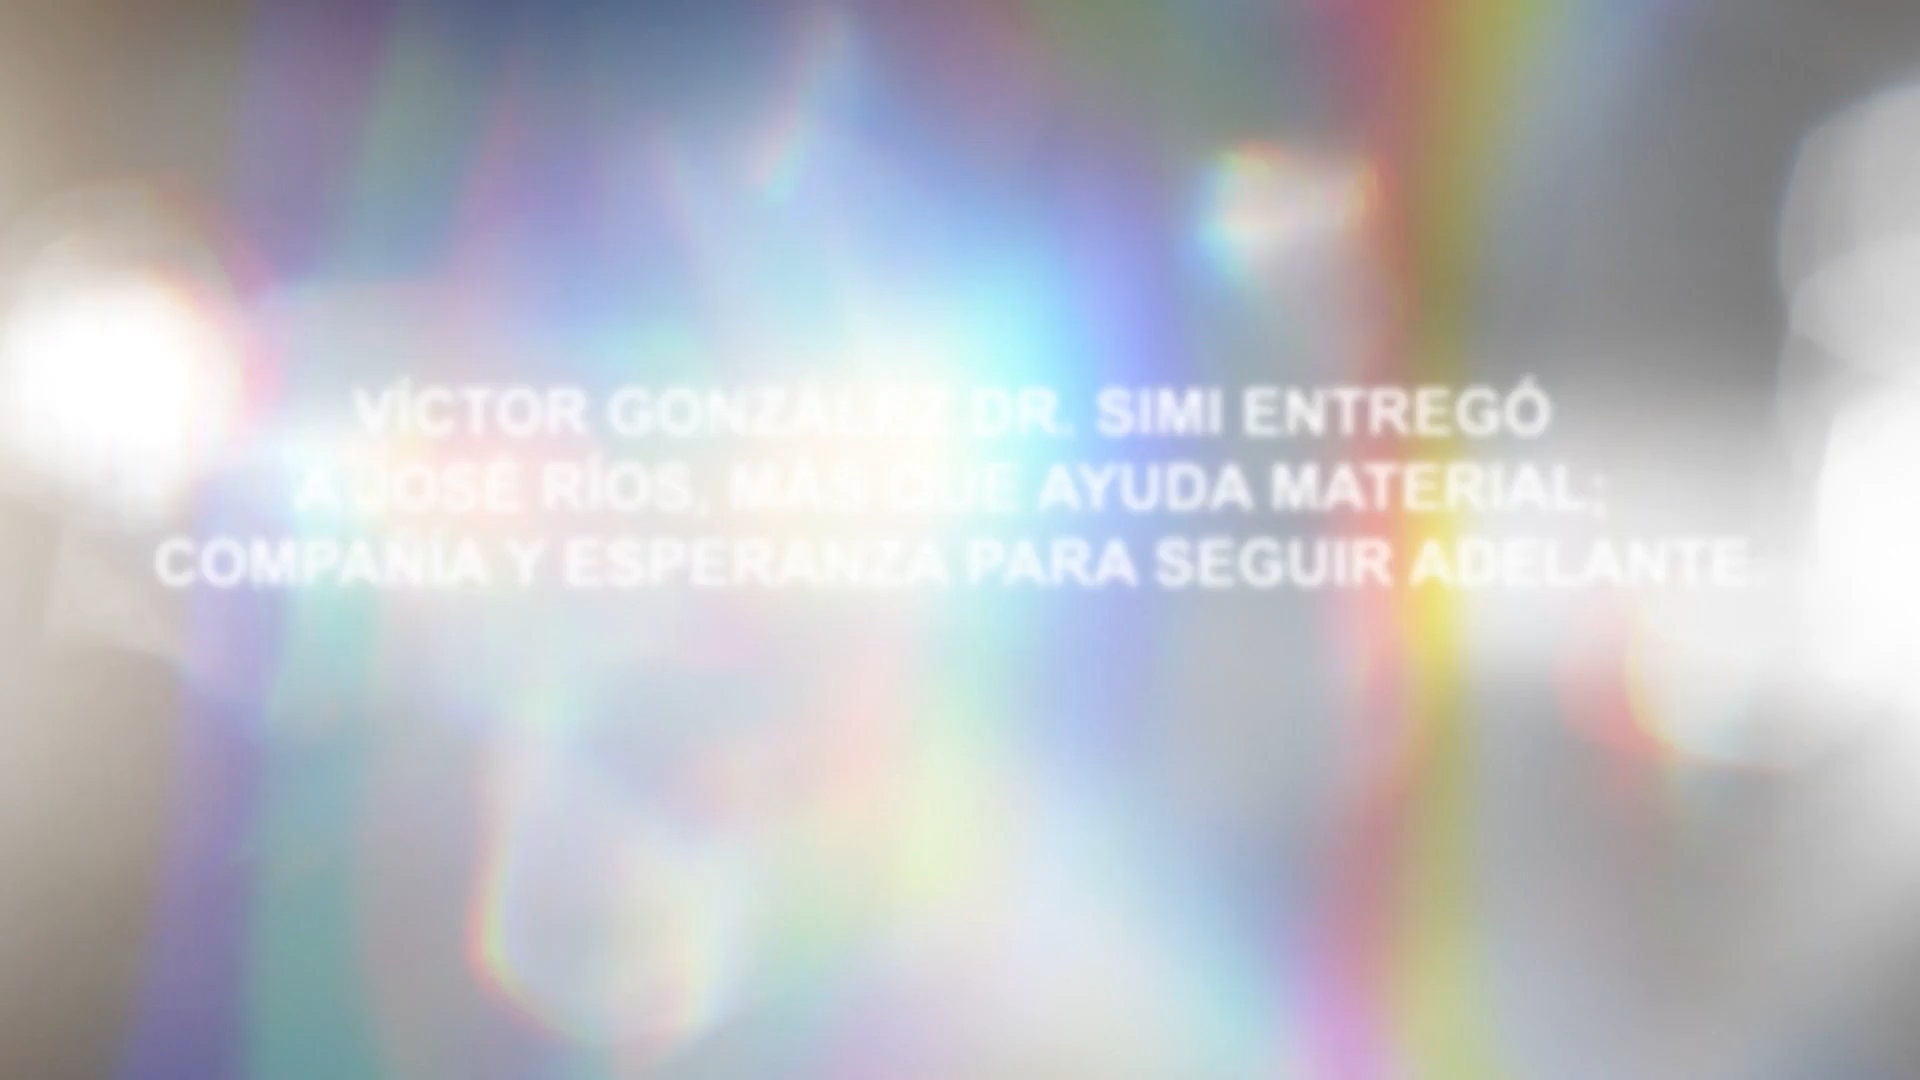 VÍCTOR GONZÁLEZ DR. SIMI ENTREGÓ
A JOSÉ RÍOS, MÁS QUE AYUDA MATERIAL;
COMPAÑÍA Y ESPERANZA PARA SEGUIR ADELANTE.